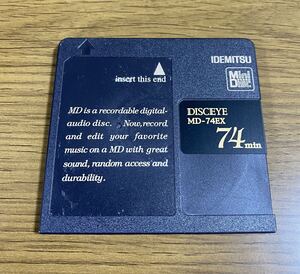 insert this end
MD is a recordable digital-
audio disc. Now, record
and edit your favorite
music on a MD with great
sound, random access and
durability.
IDEMITSU
Mini
Disc
DISCEYE
MD-74EX
74min